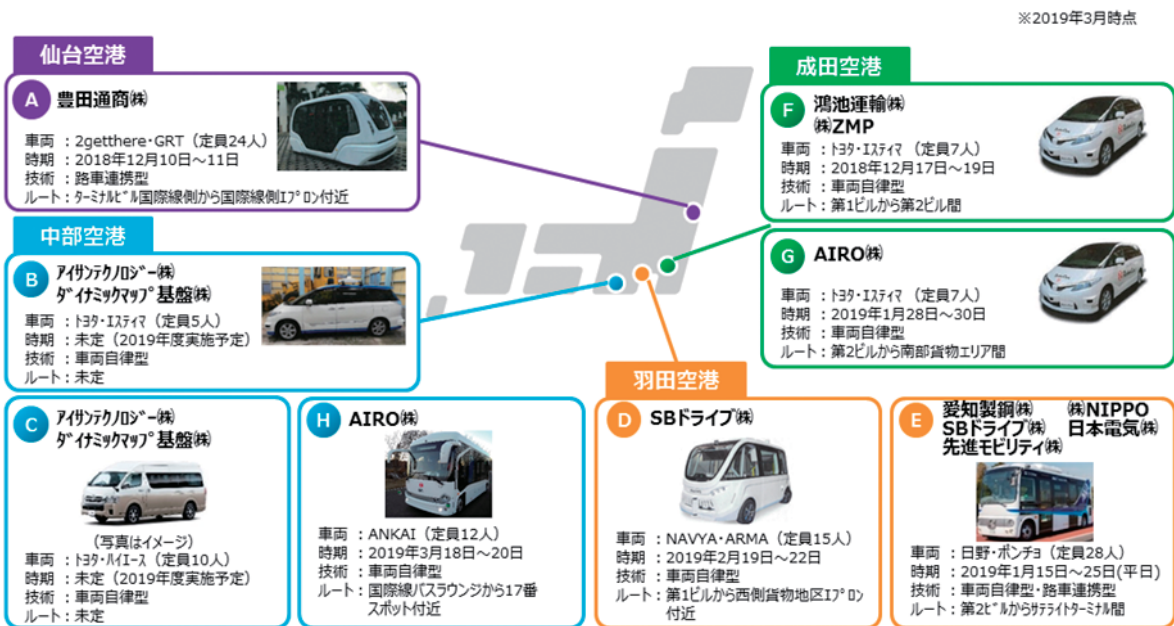 ※2019年3月時点
仙台空港
A 豊田通商㈱
車両 ：2getthere・GRT（定員24人）
時期 ：2018年12月10日～11日
技術 ：路車連携型
ルート：ﾀｰﾐﾅﾙﾋﾞﾙ国際線側から国際線側ｴﾌﾟﾛﾝ付近
中部空港
B ｱｲｻﾝﾃｸﾉﾛｼﾞｰ㈱
ﾀﾞｲﾅﾐｯｸﾏｯﾌﾟ基盤㈱
車両 ：ﾄﾖﾀ・ｴｽﾃｨﾏ（定員5人）
時期 ：未定（2019年度実施予定）
技術 ：車両自律型
ルート：未定
C ｱｲｻﾝﾃｸﾉﾛｼﾞｰ㈱
ﾀﾞｲﾅﾐｯｸﾏｯﾌﾟ基盤㈱
（写真はイメージ）
車両 ：ﾄﾖﾀ・ﾊｲｴｰｽ（定員10人）
時期 ：未定（2019年度実施予定）
技術 ：車両自律型
ルート：未定
H AIRO㈱
車両 ：ANKAI（定員12人）
時期 ：2019年3月18日～20日
技術 ：車両自律型
ルート：国際線バスラウンジから17番
スポット付近
成田空港
F 鴻池運輸㈱
㈱ZMP
車両 ：ﾄﾖﾀ・ｴｽﾃｨﾏ （定員7人）
時期 ：2018年12月17日～19日
技術 ：車両自律型
ルート：第1ビルから第2ビル間
G AIRO㈱
車両 ：ﾄﾖﾀ・ｴｽﾃｨﾏ （定員7人）
時期 ：2019年1月28日～30日
技術 ：車両自律型
ルート：第2ビルから南部貨物エリア間
羽田空港
D SBドライブ㈱
車両 ：NAVYA・ARMA（定員15人）
時期 ：2019年2月19日～22日
技術 ：車両自律型
ルート：第1ビルから西側貨物地区ｴﾌﾟﾛﾝ
付近
E 愛知製鋼㈱ ㈱NIPPO
SBドライブ㈱ 日本電気㈱
先進モビリティ㈱
車両 ：日野・ポンチョ（定員28人）
時期 ：2019年1月15日～25日(平日)
技術 ：車両自律型・路車連携型
ルート：第2ﾋﾞﾙからｻﾃﾗｲﾄﾀｰﾐﾅﾙ間